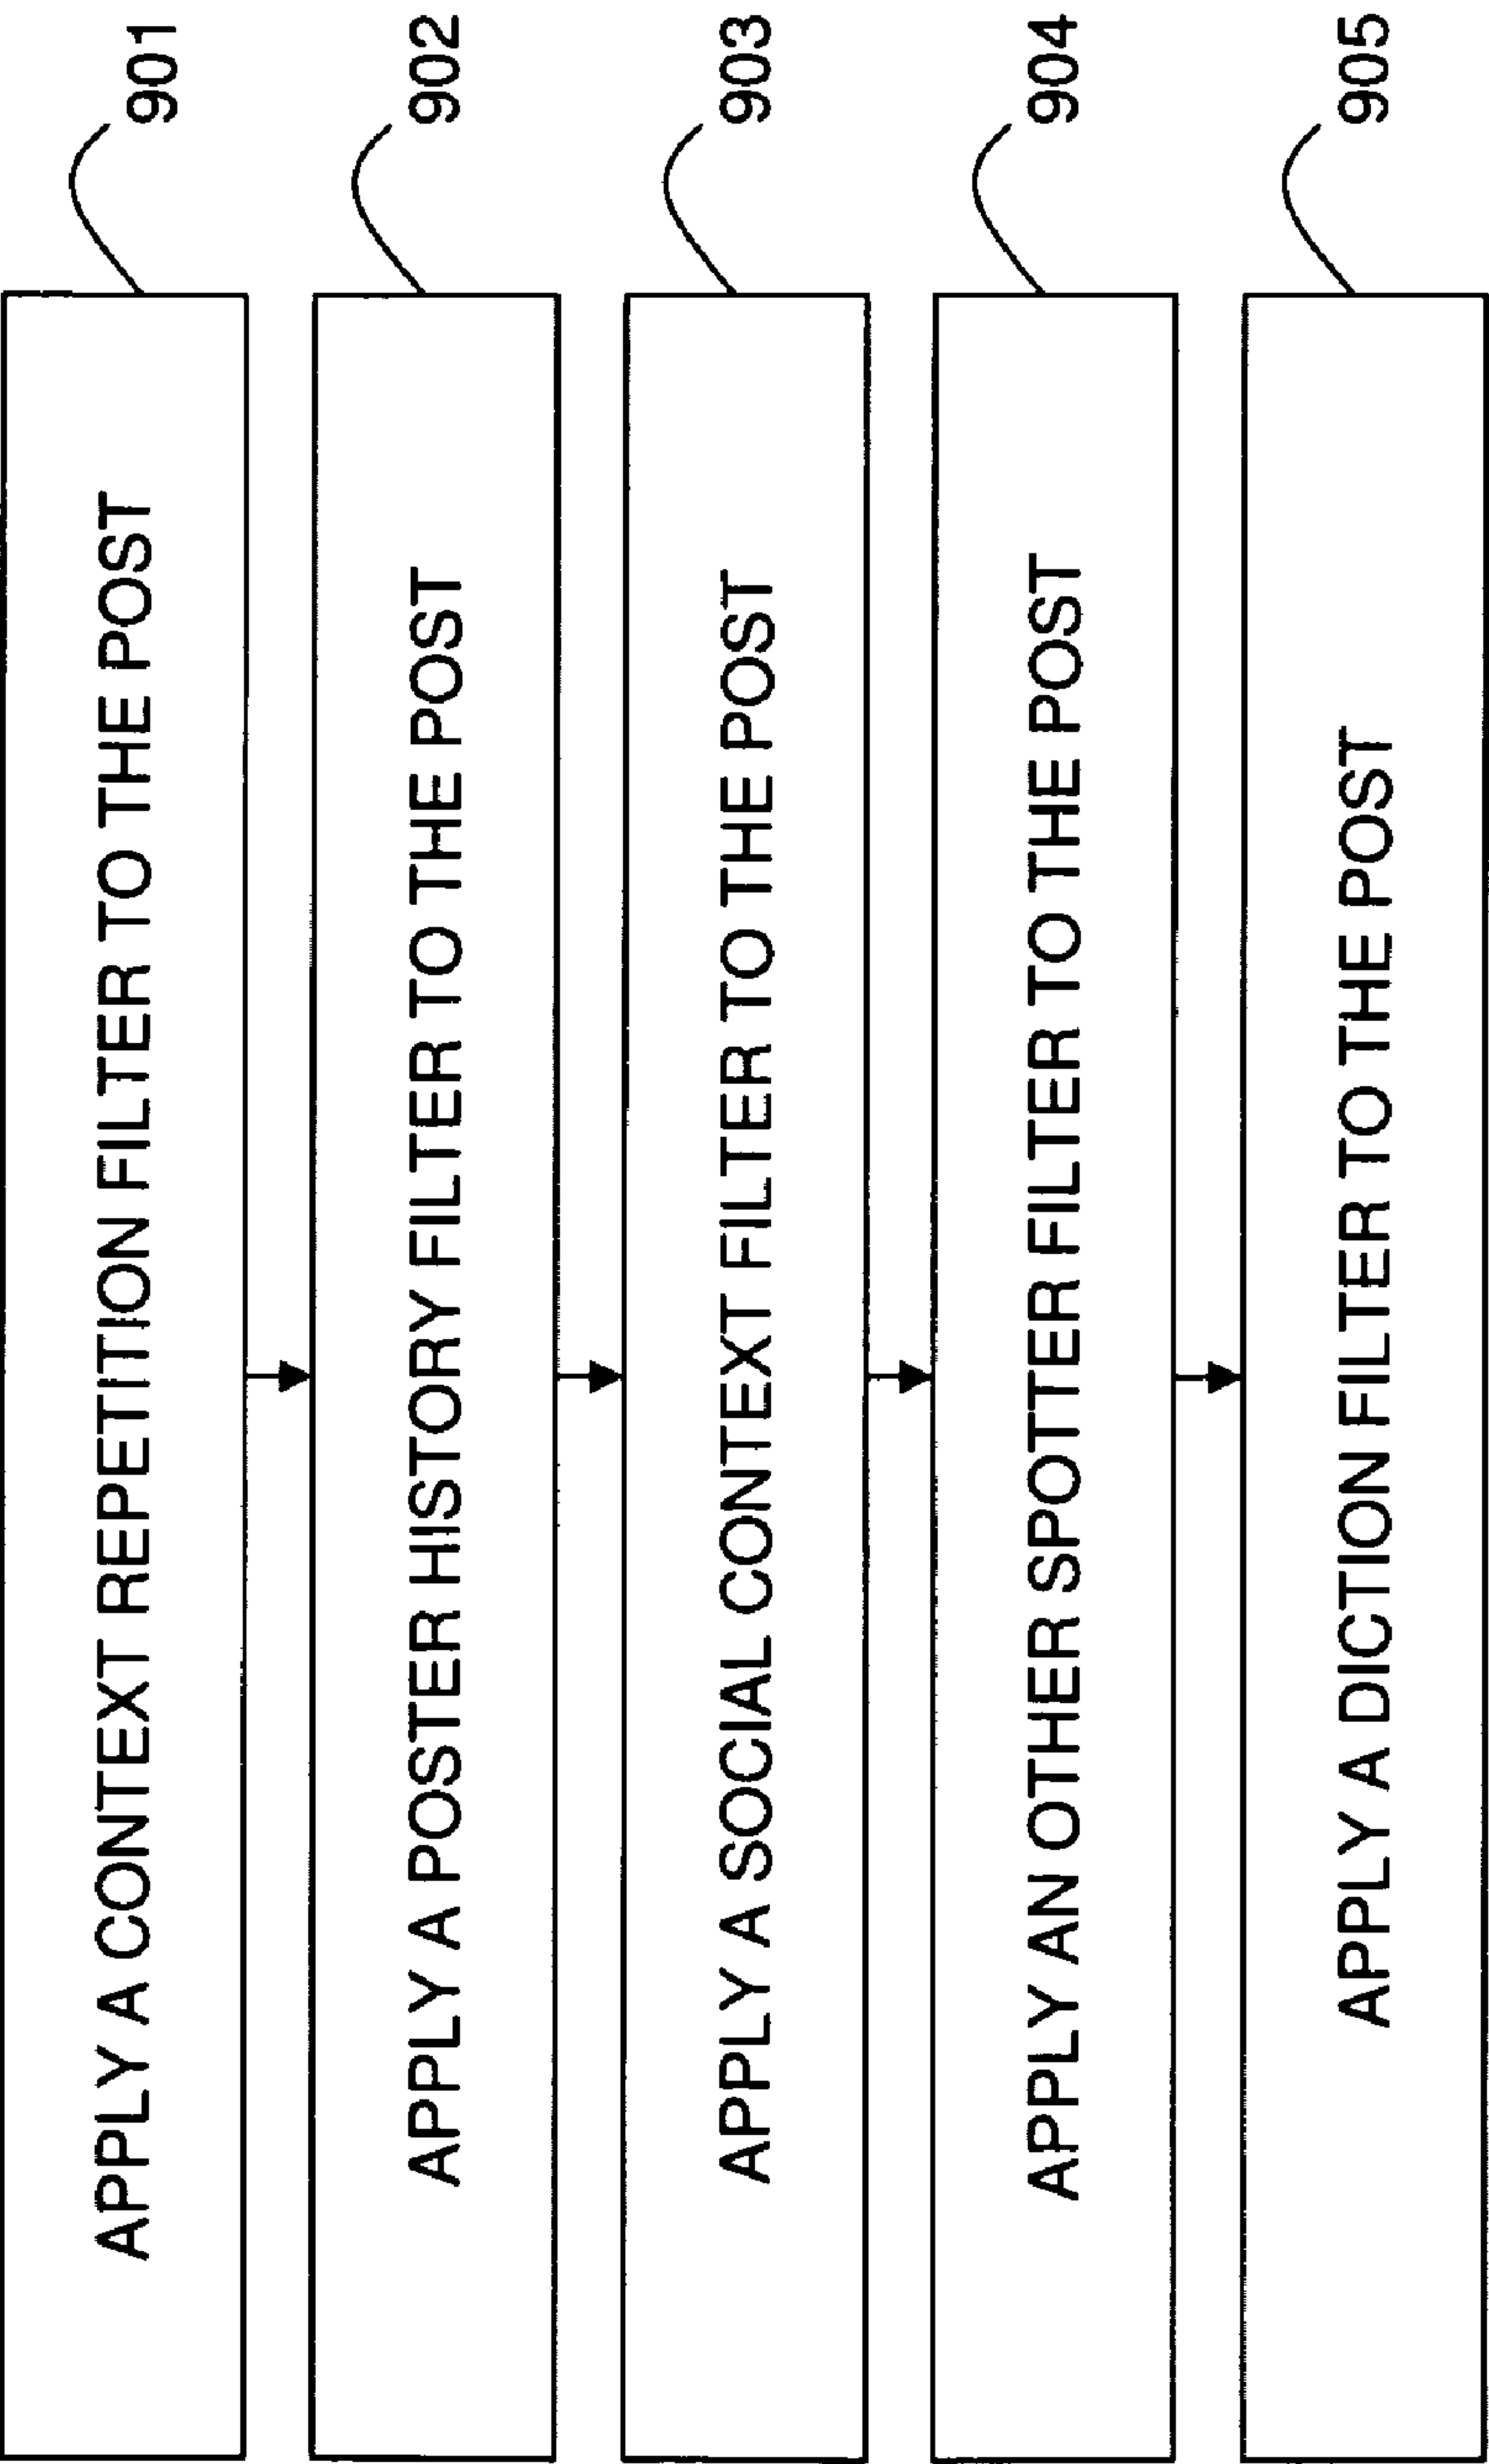 APPLY A CONTEXT REPETITION FILTER TO THE POST
901
APPLY A POSTER HISTORY FILTER TO THE POST
902
APPLY A SOCIAL CONTEXT FILTER TO THE POST
903
APPLY AN OTHER SPOTTER FILTER TO THE POST
904
APPLY A DICTION FILTER TO THE POST
905